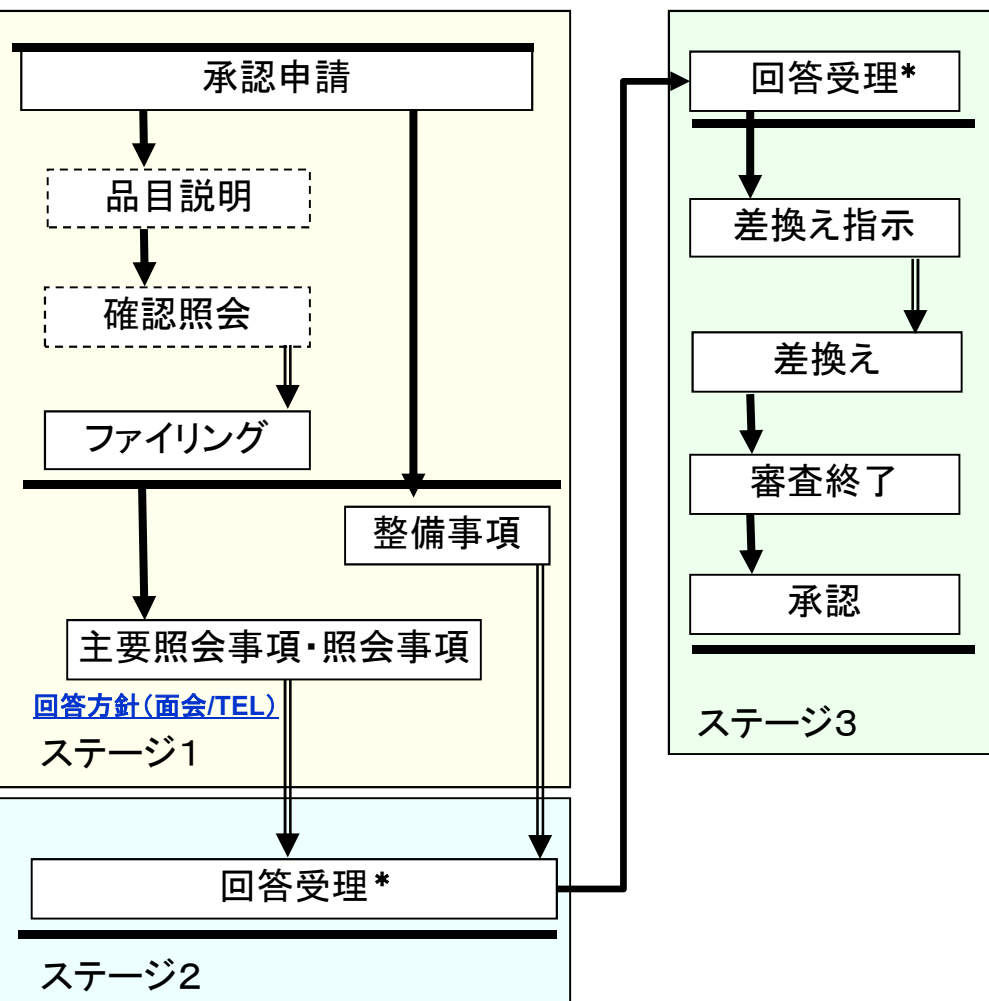 承認申請
品目説明
確認照会
ファイリング
整備事項
主要照会事項・照会事項
回答方針(面会/TEL)
ステージ1
回答受理*
ステージ2
回答受理*
差換え指示
差換え
審査終了
承認
ステージ3